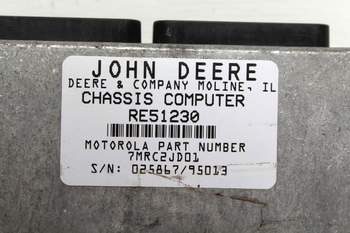 JOHN DEERE
DEERE & COMPANY MOLINE, IL
CHASSIS COMPUTER
RE51230
MOTOROLA PART NUMBER
7MRC2JD01
S/N: 025867/95013